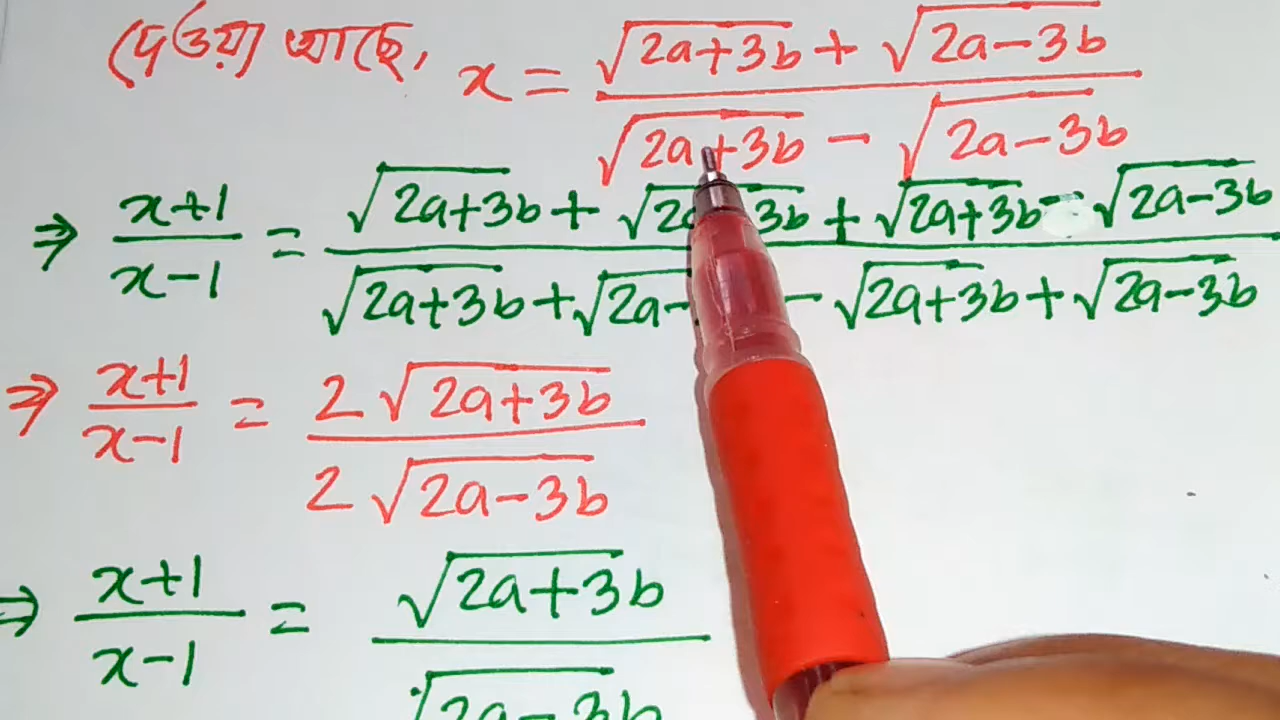 দেওয়া আছে, x = (√(2a+3b) + √(2a-3b)) / (√(2a+3b) - √(2a-3b))
⇒ (x+1)/(x-1) = (√(2a+3b) + √(2a 3b) + √(2a+3b) - √(2a-3b)) / (√(2a+3b) + √(2a- - √(2a+3b) + √(2a-3b))
⇒ (x+1)/(x-1) = 2√(2a+3b) / 2√(2a-3b)
⇒ (x+1)/(x-1) = √(2a+3b) / √(2a-3b)